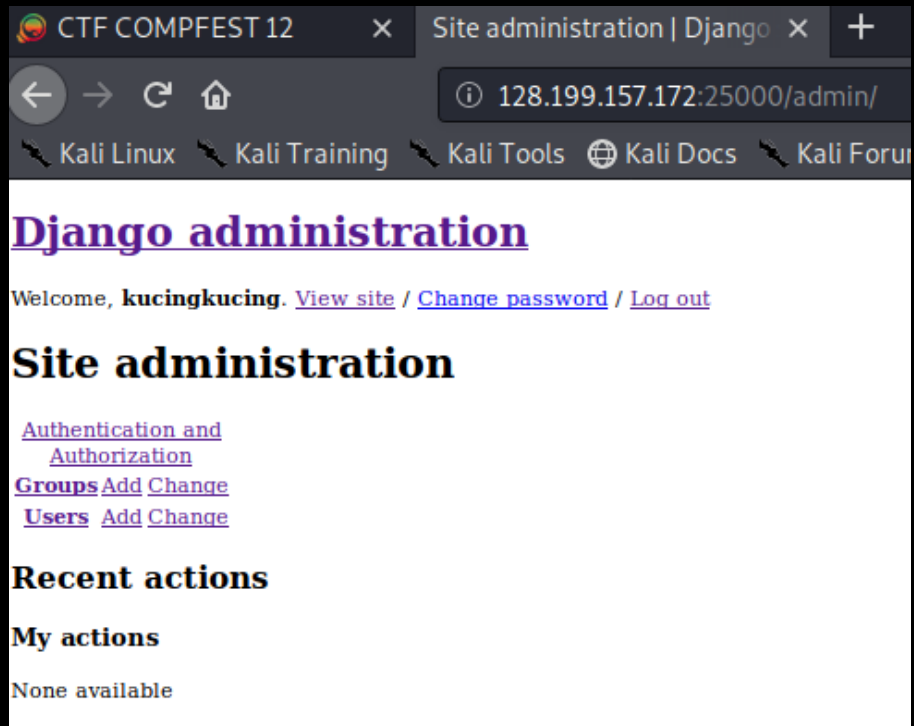 CTF COMPFEST 12
Site administration | Django
128.199.157.172:25000/admin/
Kali Linux Kali Training Kali Tools Kali Docs Kali Forur
Django administration
Welcome, kucingkucing. View site / Change password / Log out
Site administration
Authentication and
Authorization
Groups Add Change
Users Add Change
Recent actions
My actions
None available